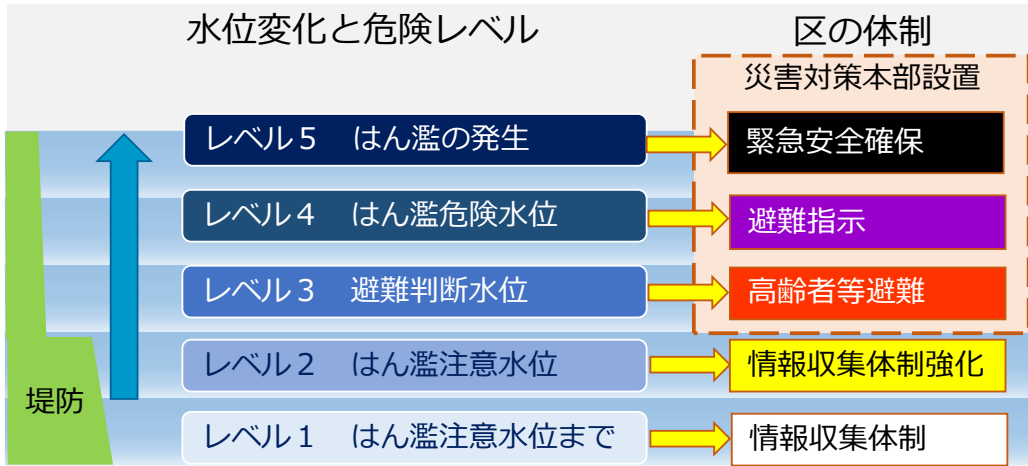 水位変化と危険レベル
区の体制
災害対策本部設置
レベル５　はん濫の発生
緊急安全確保
レベル４　はん濫危険水位
避難指示
レベル３　避難判断水位
高齢者等避難
レベル２　はん濫注意水位
情報収集体制強化
堤防
レベル１　はん濫注意水位まで
情報収集体制